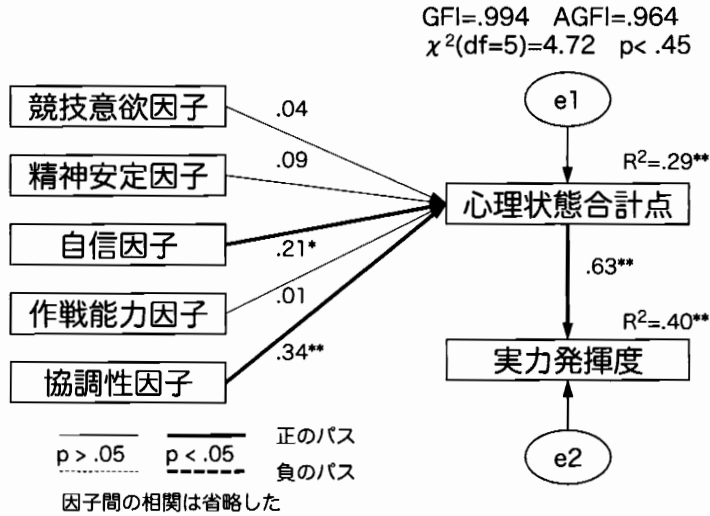 GFI=.994 AGFI=.964
χ²(df=5)=4.72 p< .45
e1
競技意欲因子
.04
R²=.29**
精神安定因子
.09
心理状態合計点
自信因子
.21*
.63**
作戦能力因子
.01
R²=.40**
協調性因子
.34**
実力発揮度
正のパス
p > .05 p < .05
負のパス
e2
因子間の相関は省略した